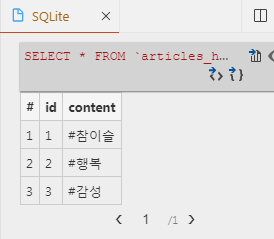 SQLite
SELECT * FROM `articles_h…
# id content
1 1 #참이슬
2 2 #행복
3 3 #감성
1 /1